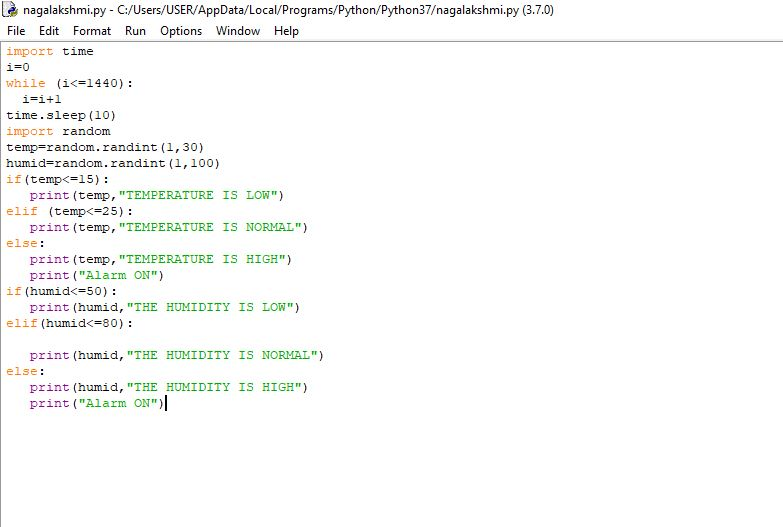 nagalakshmi.py - C:/Users/USER/AppData/Local/Programs/Python/Python37/nagalakshmi.py (3.7.0)
File Edit Format Run Options Window Help
import time
i=0
while (i<=1440):
  i=i+1
time.sleep(10)
import random
temp=random.randint(1,30)
humid=random.randint(1,100)
if(temp<=15):
   print(temp,"TEMPERATURE IS LOW")
elif (temp<=25):
   print(temp,"TEMPERATURE IS NORMAL")
else:
   print(temp,"TEMPERATURE IS HIGH")
   print("Alarm ON")
if(humid<=50):
   print(humid,"THE HUMIDITY IS LOW")
elif(humid<=80):
   print(humid,"THE HUMIDITY IS NORMAL")
else:
   print(humid,"THE HUMIDITY IS HIGH")
   print("Alarm ON")